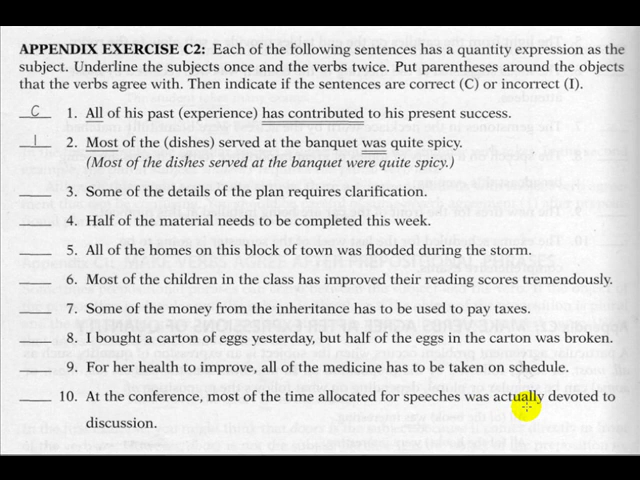 APPENDIX EXERCISE C2: Each of the following sentences has a quantity expression as the
subject. Underline the subjects once and the verbs twice. Put parentheses around the objects
that the verbs agree with. Then indicate if the sentences are correct (C) or incorrect (I).
C 1. All of his past (experience) has contributed to his present success.
I 2. Most of the (dishes) served at the banquet was quite spicy.
(Most of the dishes served at the banquet were quite spicy.)
3. Some of the details of the plan requires clarification.
4. Half of the material needs to be completed this week.
5. All of the homes on this block of town was flooded during the storm.
6. Most of the children in the class has improved their reading scores tremendously.
7. Some of the money from the inheritance has to be used to pay taxes.
8. I bought a carton of eggs yesterday, but half of the eggs in the carton was broken.
9. For her health to improve, all of the medicine has to be taken on schedule.
10. At the conference, most of the time allocated for speeches was actually devoted to
discussion.